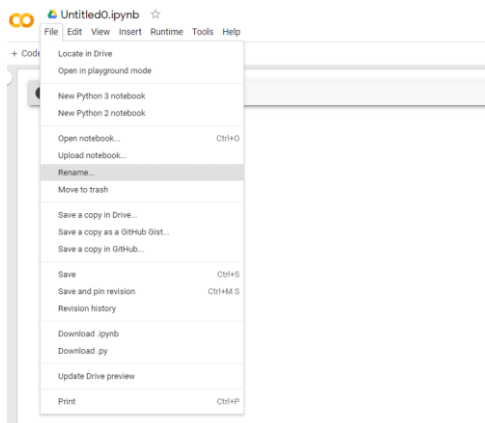 Untitled0.ipynb
File Edit View Insert Runtime Tools Help
+ Code
Locate in Drive
Open in playground mode
New Python 3 notebook
New Python 2 notebook
Open notebook... Ctrl+O
Upload notebook...
Rename...
Move to trash
Save a copy in Drive...
Save a copy as a GitHub Gist...
Save a copy in GitHub...
Save Ctrl+S
Save and pin revision Ctrl+M S
Revision history
Download .ipynb
Download .py
Update Drive preview
Print Ctrl+P